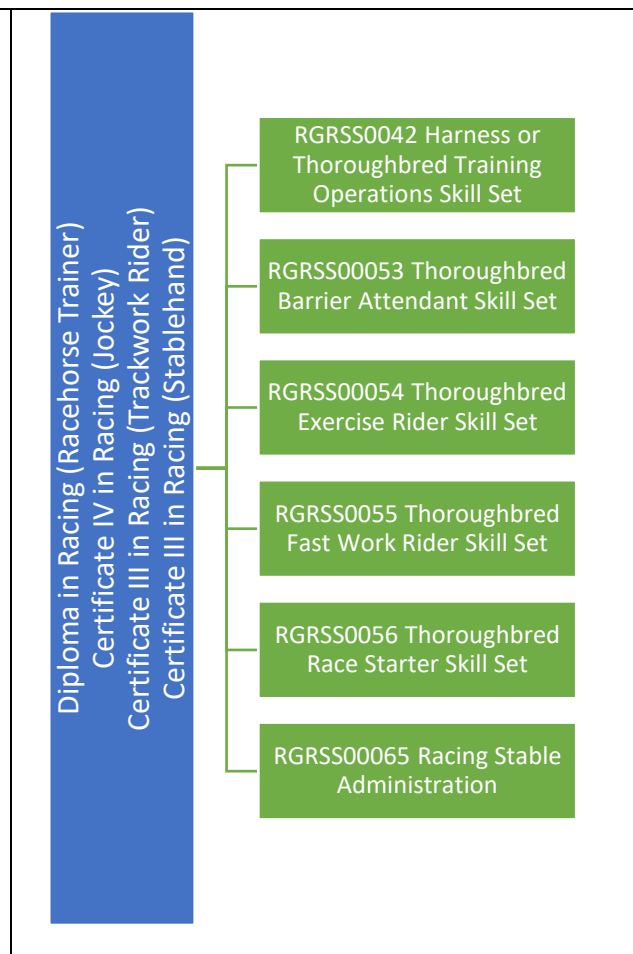 Diploma in Racing (Racehorse Trainer)
Certificate IV in Racing (Jockey)
Certificate III in Racing (Trackwork Rider)
Certificate III in Racing (Stablehand)
RGRSS0042 Harness or
Thoroughbred Training
Operations Skill Set
RGRSS00053 Thoroughbred
Barrier Attendant Skill Set
RGRSS00054 Thoroughbred
Exercise Rider Skill Set
RGRSS0055 Thoroughbred
Fast Work Rider Skill Set
RGRSS0056 Thoroughbred
Race Starter Skill Set
RGRSS00065 Racing Stable
Administration